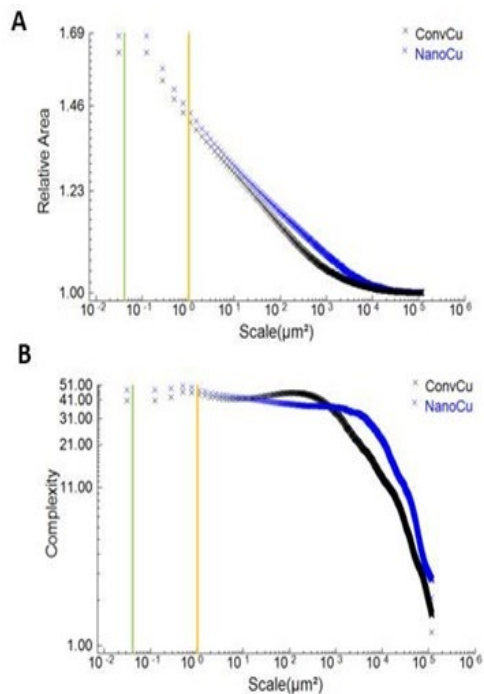 A
1.69
ConvCu
NanoCu
1.46
Relative Area
1.23
1.00
10⁻² 10⁻¹ 10⁰ 10¹ 10² 10³ 10⁴ 10⁵ 10⁶
Scale(µm²)
B
51.00
ConvCu
41.00
NanoCu
31.00
21.00
Complexity
11.00
1.00
10⁻² 10⁻¹ 10⁰ 10¹ 10² 10³ 10⁴ 10⁵ 10⁶
Scale(µm²)